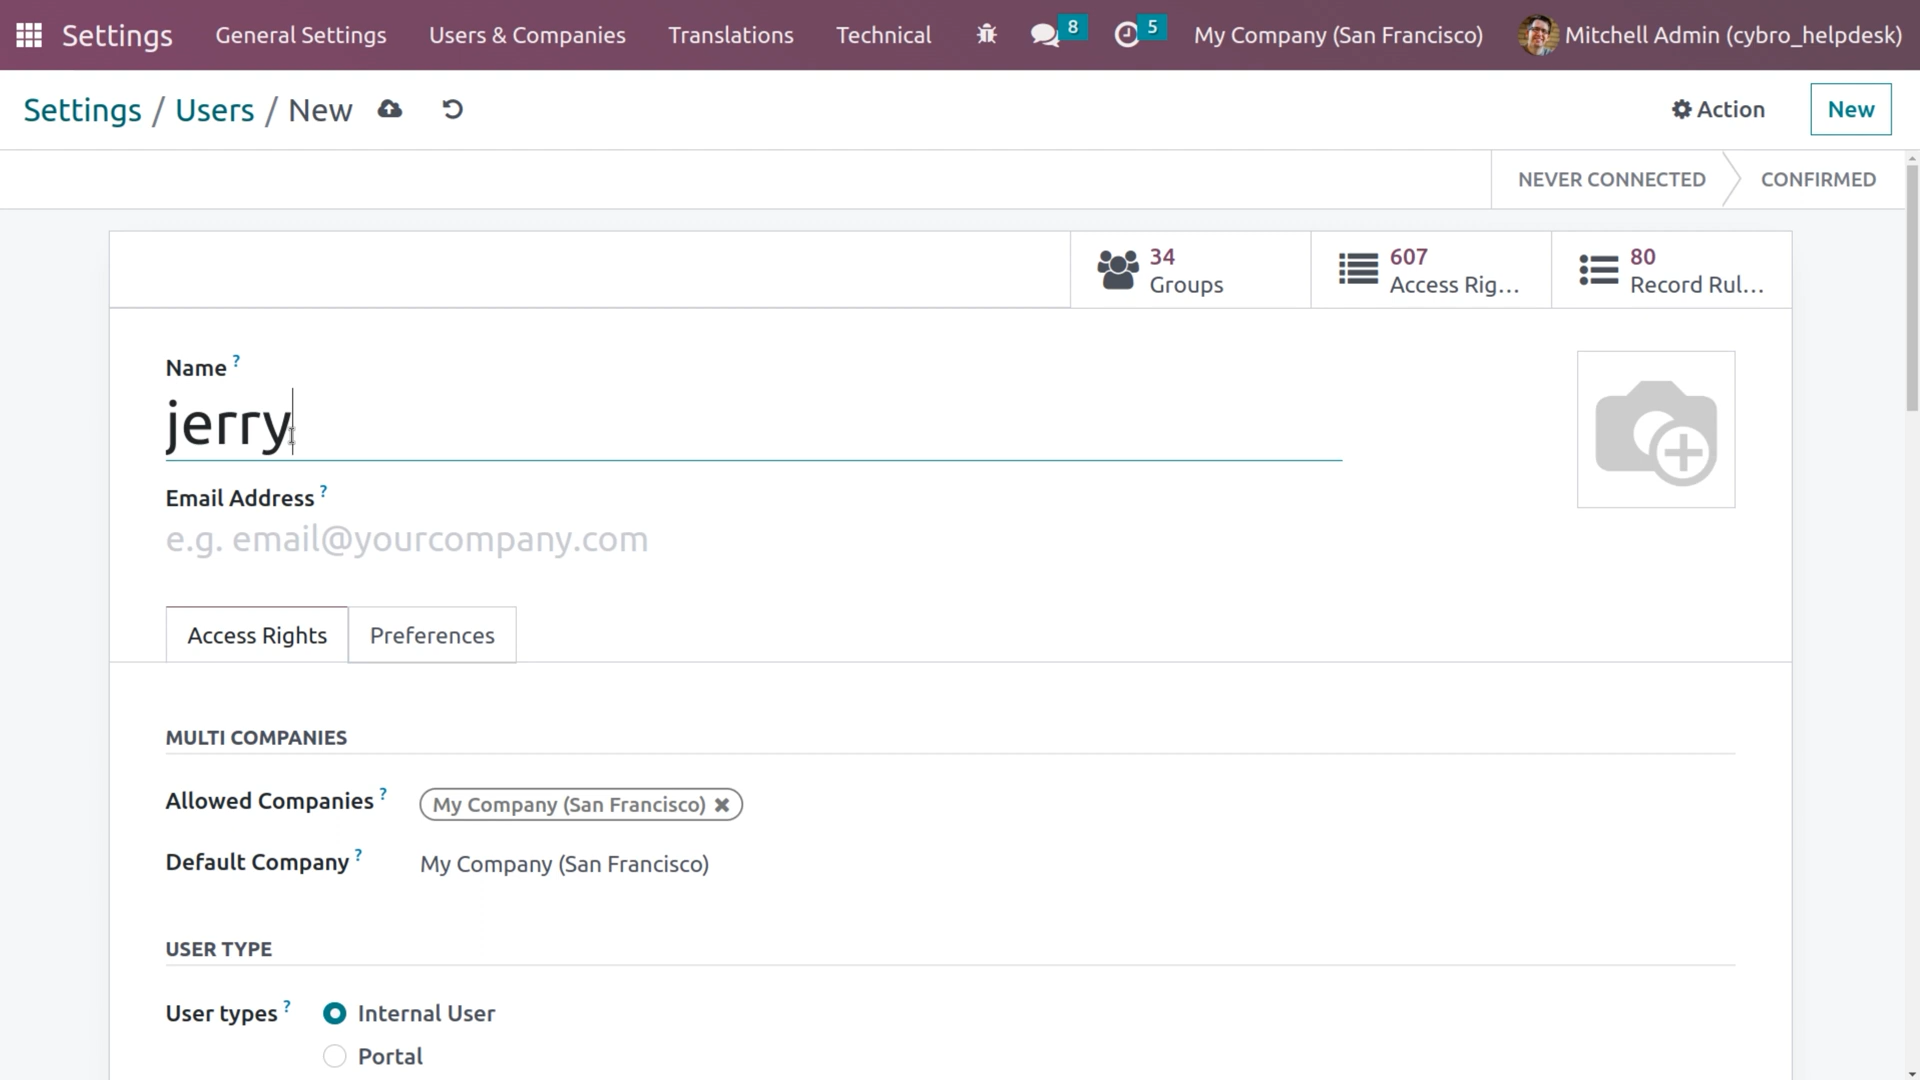 Settings General Settings Users & Companies Translations Technical 8 5 My Company (San Francisco) Mitchell Admin (cybro_helpdesk)
Settings / Users / New Action New
NEVER CONNECTED CONFIRMED
34 Groups
607 Access Rig...
80 Record Rul...
Name ?
jerry
Email Address ?
e.g. email@yourcompany.com
Access Rights Preferences
MULTI COMPANIES
Allowed Companies ? My Company (San Francisco)
Default Company ? My Company (San Francisco)
USER TYPE
User types ? Internal User
Portal